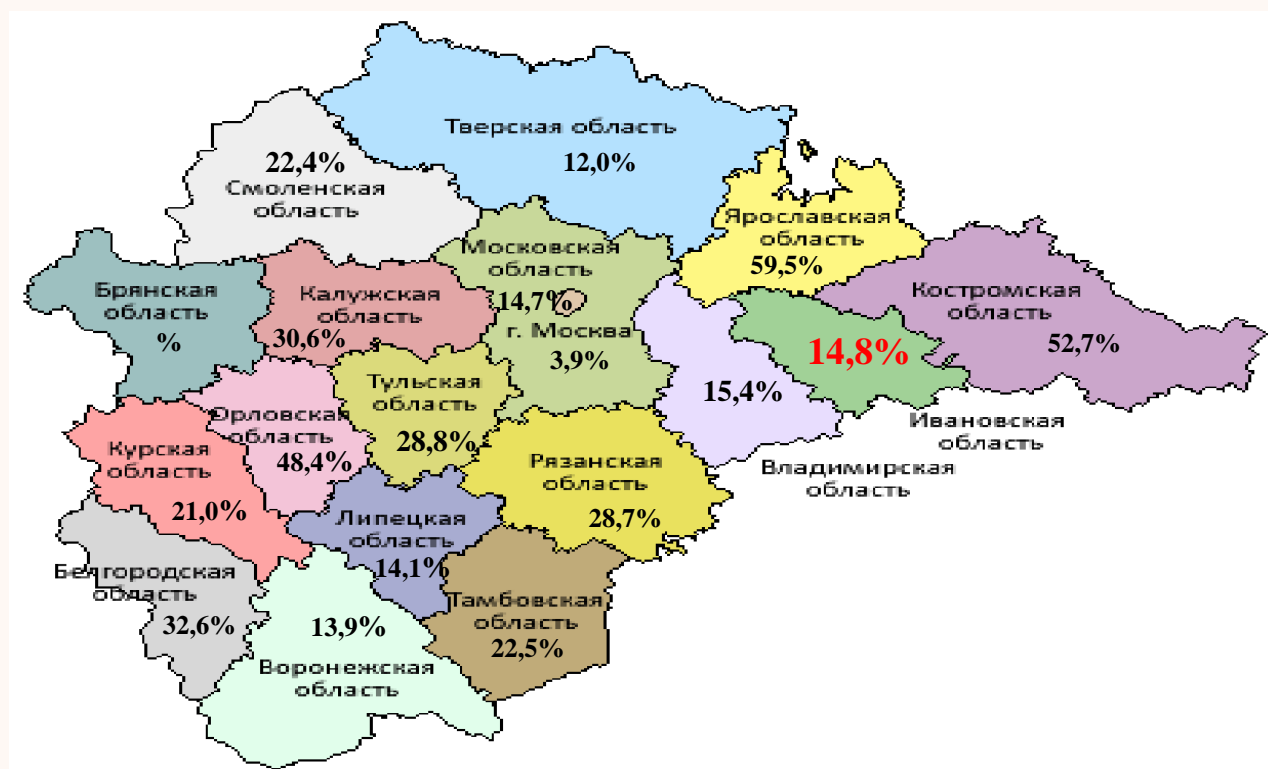 Тверская область
12,0%
22,4%
Смоленская
область
Ярославская
область
59,5%
Московская
область
14,7%
г. Москва
3,9%
Брянская
область
%
Калужская
область
30,6%
Костромская
область
52,7%
14,8%
Ивановская
область
15,4%
Владимирская
область
Тульская
область
28,8%
Орловская
область
48,4%
Курская
область
21,0%
Рязанская
область
28,7%
Липецкая
область
14,1%
Белгородская
область
32,6%
Тамбовская
область
22,5%
13,9%
Воронежская
область